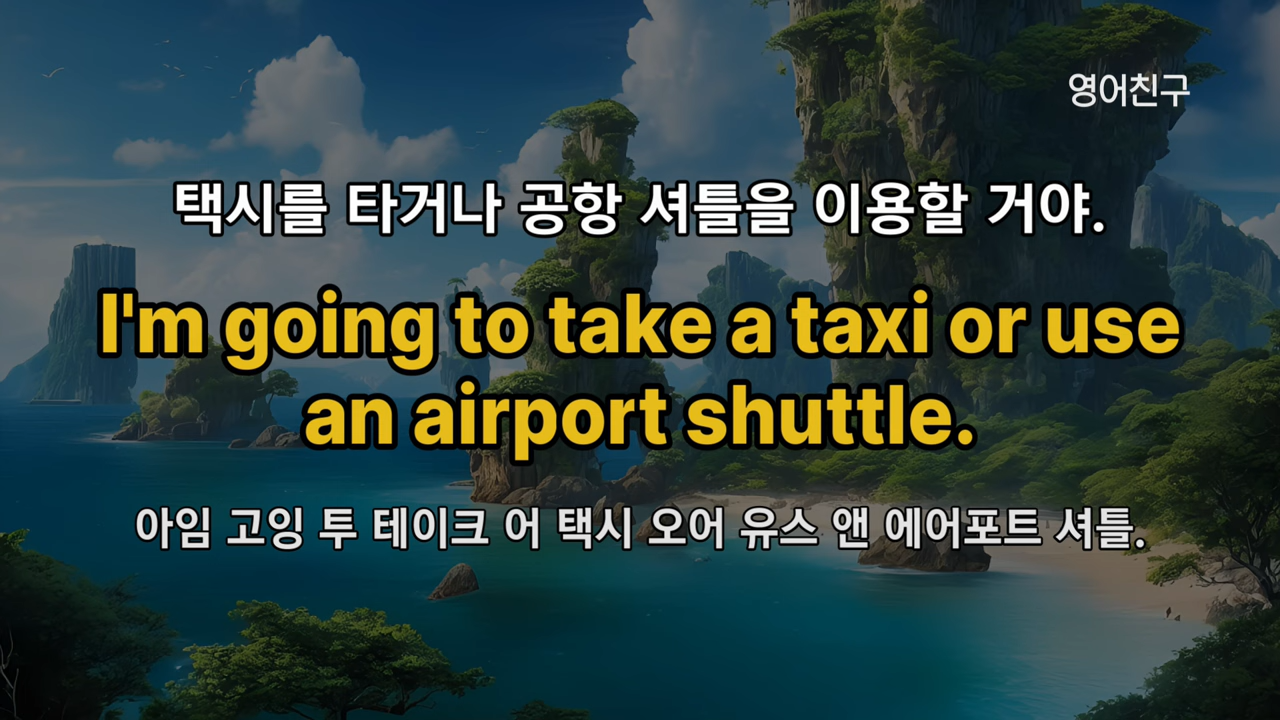 영어친구
택시를 타거나 공항 셔틀을 이용할 거야.
I'm going to take a taxi or use
an airport shuttle.
아임 고잉 투 테이크 어 택시 오어 유스 앤 에어포트 셔틀.